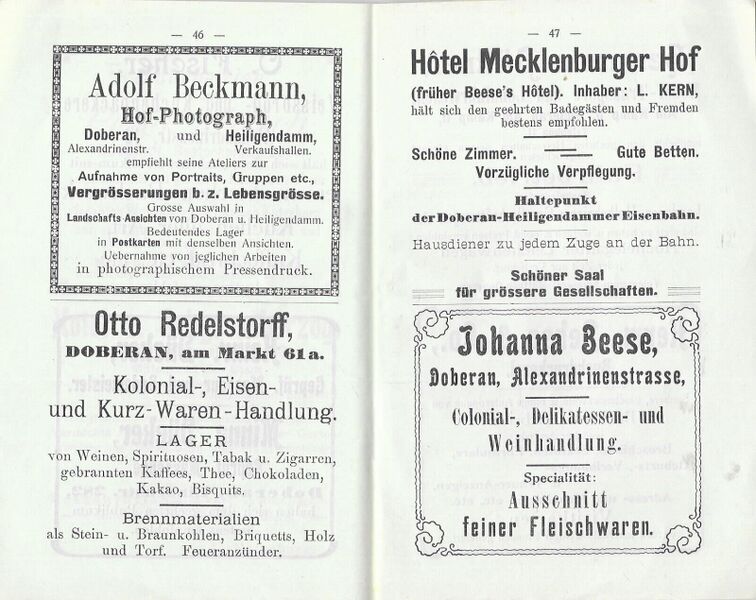 — 46 —
Adolf Beckmann,
Hof-Photograph,
Doberan, und Heiligendamm,
Alexandrinenstr. Verkaufshallen.
empfiehlt seine Ateliers zur
Aufnahme von Portraits, Gruppen etc.,
Vergrösserungen b. z. Lebensgrösse.
Grosse Auswahl in
Landschafts-Assichten von Doberan u. Heiligendamm.
Bedeutendes Lager
in Postkarten mit denselben Ansichten.
Uebernahme von jeglichen Arbeiten
in photographischem Pressendruck.
Otto Redelstorff,
DOBERAN, am Markt 61a.
Kolonial-, Eisen-
und Kurz-Waren-Handlung.
LAGER
von Weinen, Spirituosen, Tabak u. Zigarren,
gebrannten Kaffees, Thee, Chokoladen,
Kakao, Bisquits.
Brennmaterialien
als Stein- u. Braunkohlen, Briquetts, Holz
und Torf. Feueranzünder.
— 47 —
Hôtel Mecklenburger Hof
(früher Beese's Hôtel). Inhaber: L. KERN,
hält sich den geehrten Badegästen und Fremden
bestens empfohlen.
Schöne Zimmer. Gute Betten.
Vorzügliche Verpflegung.
Haltepunkt
der Doberan-Heiligendammer Eisenbahn.
Hausdiener zu jedem Zuge an der Bahn.
Schöner Saal
für grössere Gesellschaften.
Johanna Beese,
Doberan, Alexandrinenstrasse,
Colonial-, Delikatessen- und
Weinhandlung.
Specialität:
Ausschnitt
feiner Fleischwaren.